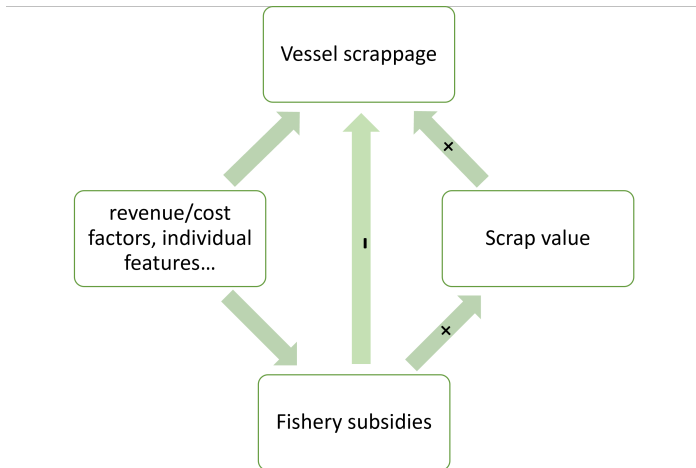 Vessel scrappage
×
revenue/cost
factors, individual
features…
Scrap value
×
Fishery subsidies